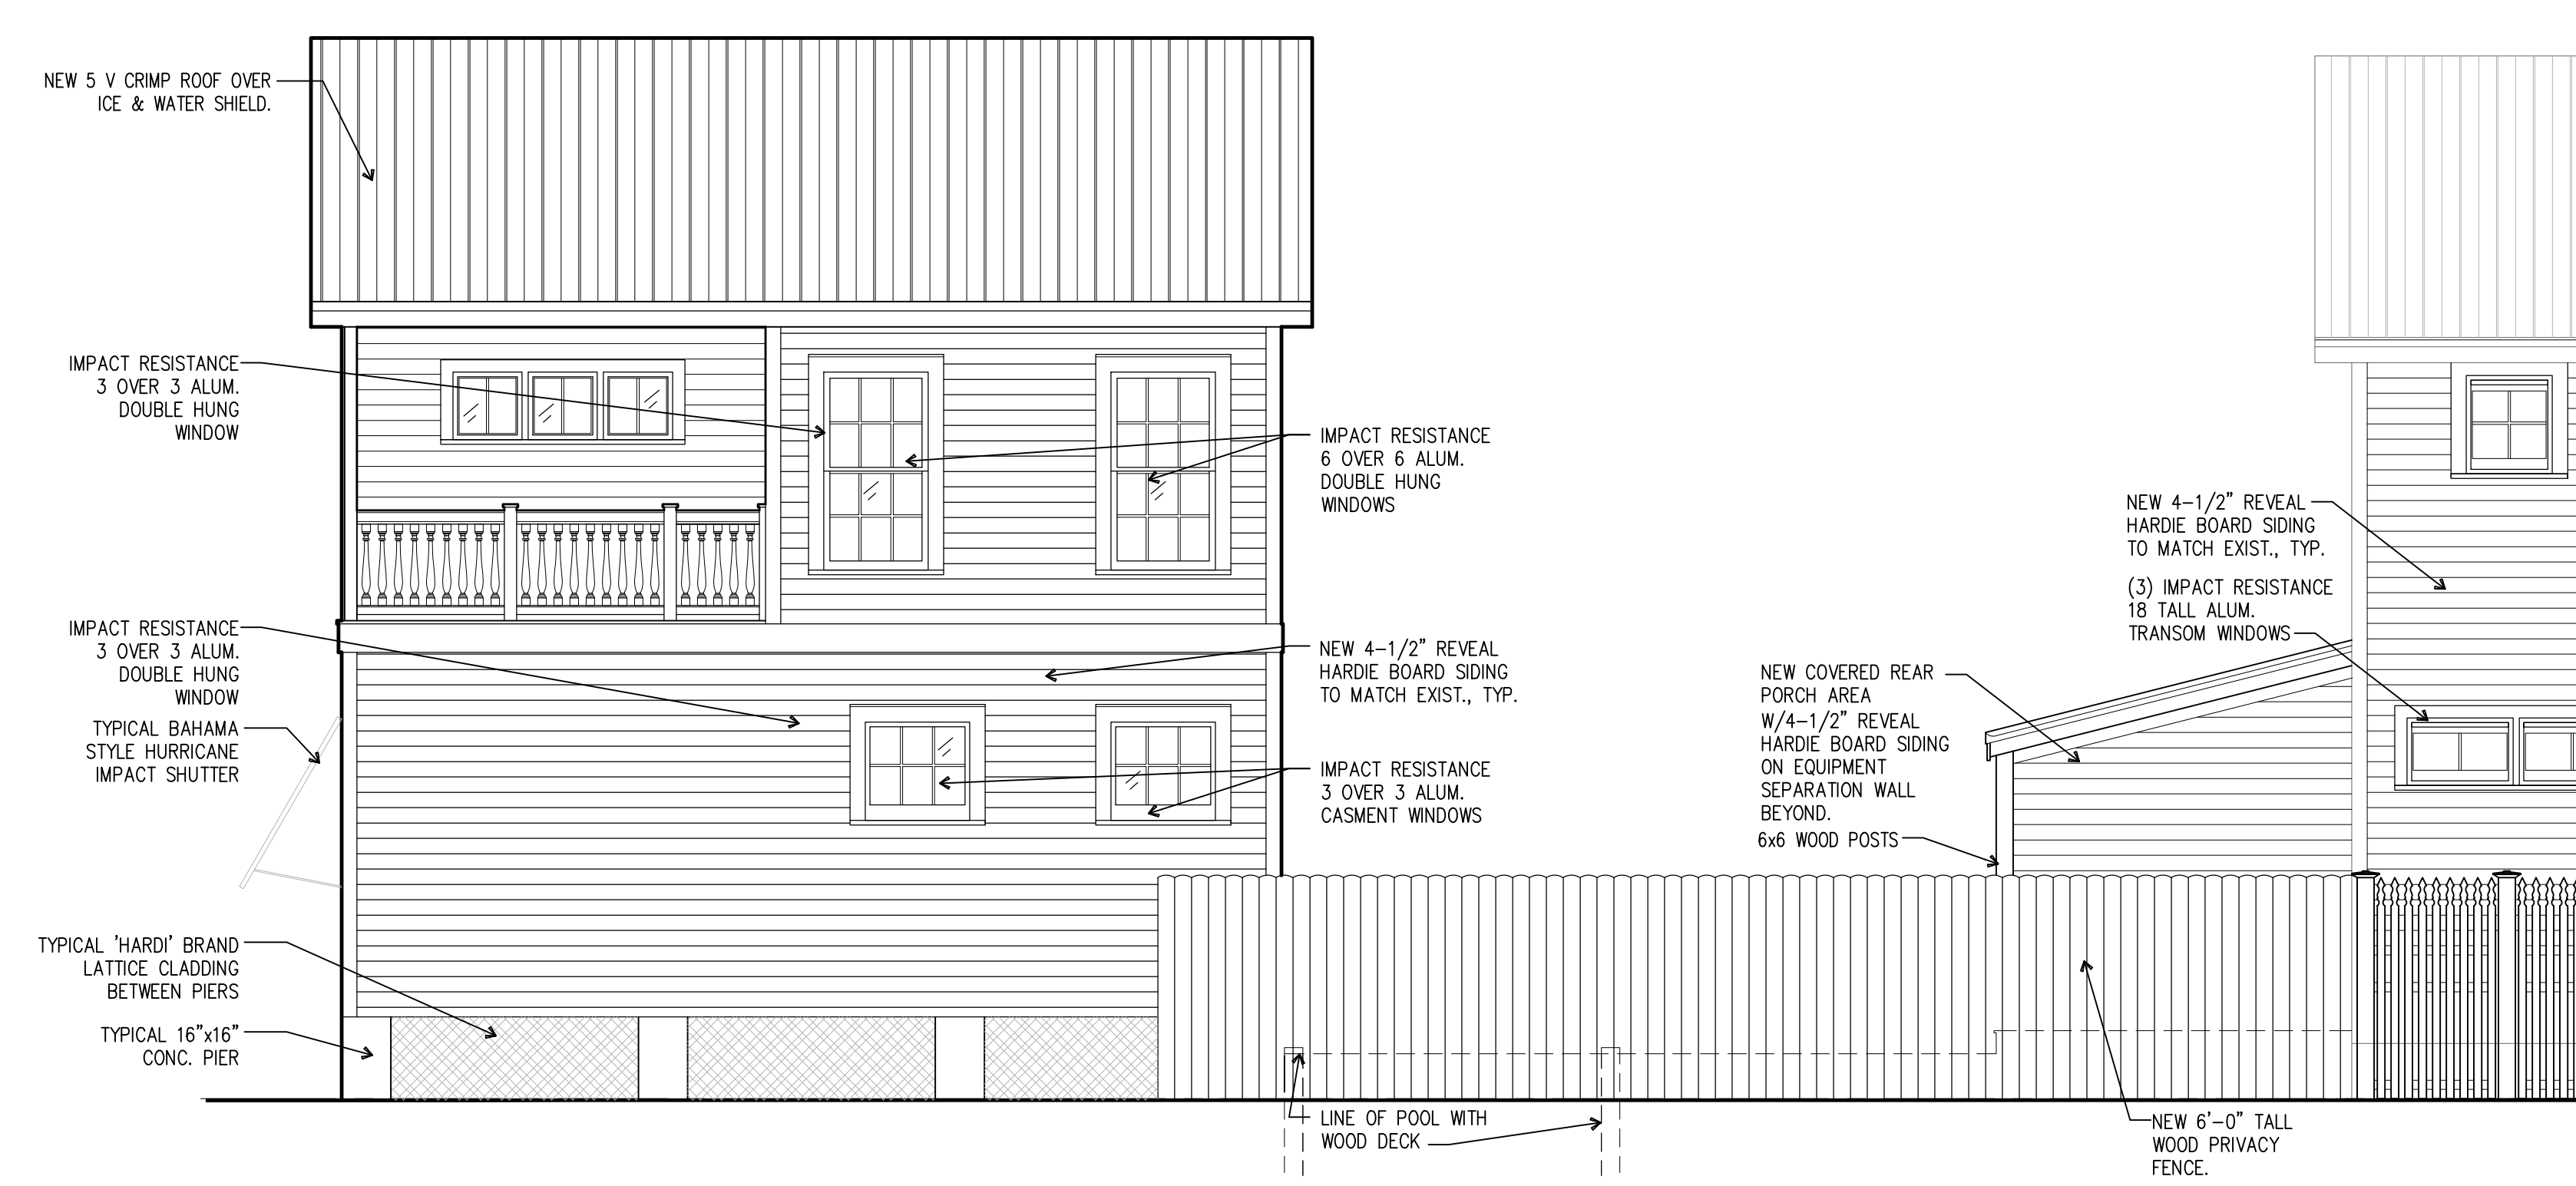 NEW 5 V CRIMP ROOF OVER
ICE & WATER SHIELD.
IMPACT RESISTANCE
3 OVER 3 ALUM.
DOUBLE HUNG
WINDOW
IMPACT RESISTANCE
3 OVER 3 ALUM.
DOUBLE HUNG
WINDOW
TYPICAL BAHAMA
STYLE HURRICANE
IMPACT SHUTTER
TYPICAL 'HARDI' BRAND
LATTICE CLADDING
BETWEEN PIERS
TYPICAL 16"x16"
CONC. PIER
IMPACT RESISTANCE
6 OVER 6 ALUM.
DOUBLE HUNG
WINDOWS
NEW 4-1/2" REVEAL
HARDIE BOARD SIDING
TO MATCH EXIST., TYP.
IMPACT RESISTANCE
3 OVER 3 ALUM.
CASMENT WINDOWS
LINE OF POOL WITH
WOOD DECK
NEW COVERED REAR
PORCH AREA
W/4-1/2" REVEAL
HARDIE BOARD SIDING
ON EQUIPMENT
SEPARATION WALL
BEYOND.
6x6 WOOD POSTS
NEW 4-1/2" REVEAL
HARDIE BOARD SIDING
TO MATCH EXIST., TYP.
(3) IMPACT RESISTANCE
18 TALL ALUM.
TRANSOM WINDOWS
NEW 6'-0" TALL
WOOD PRIVACY
FENCE.